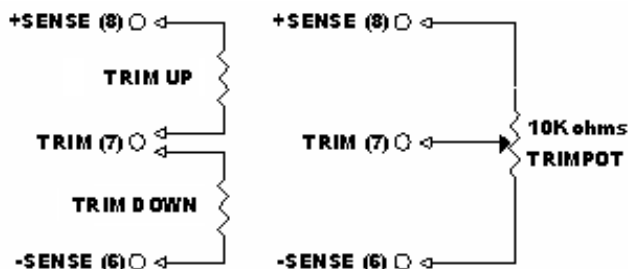 +SENSE (8)
TRIM UP
TRIM (7)
TRIM DOWN
-SENSE (6)
+SENSE (8)
10K ohms
TRIM (7)
TRIMPOT
-SENSE (6)